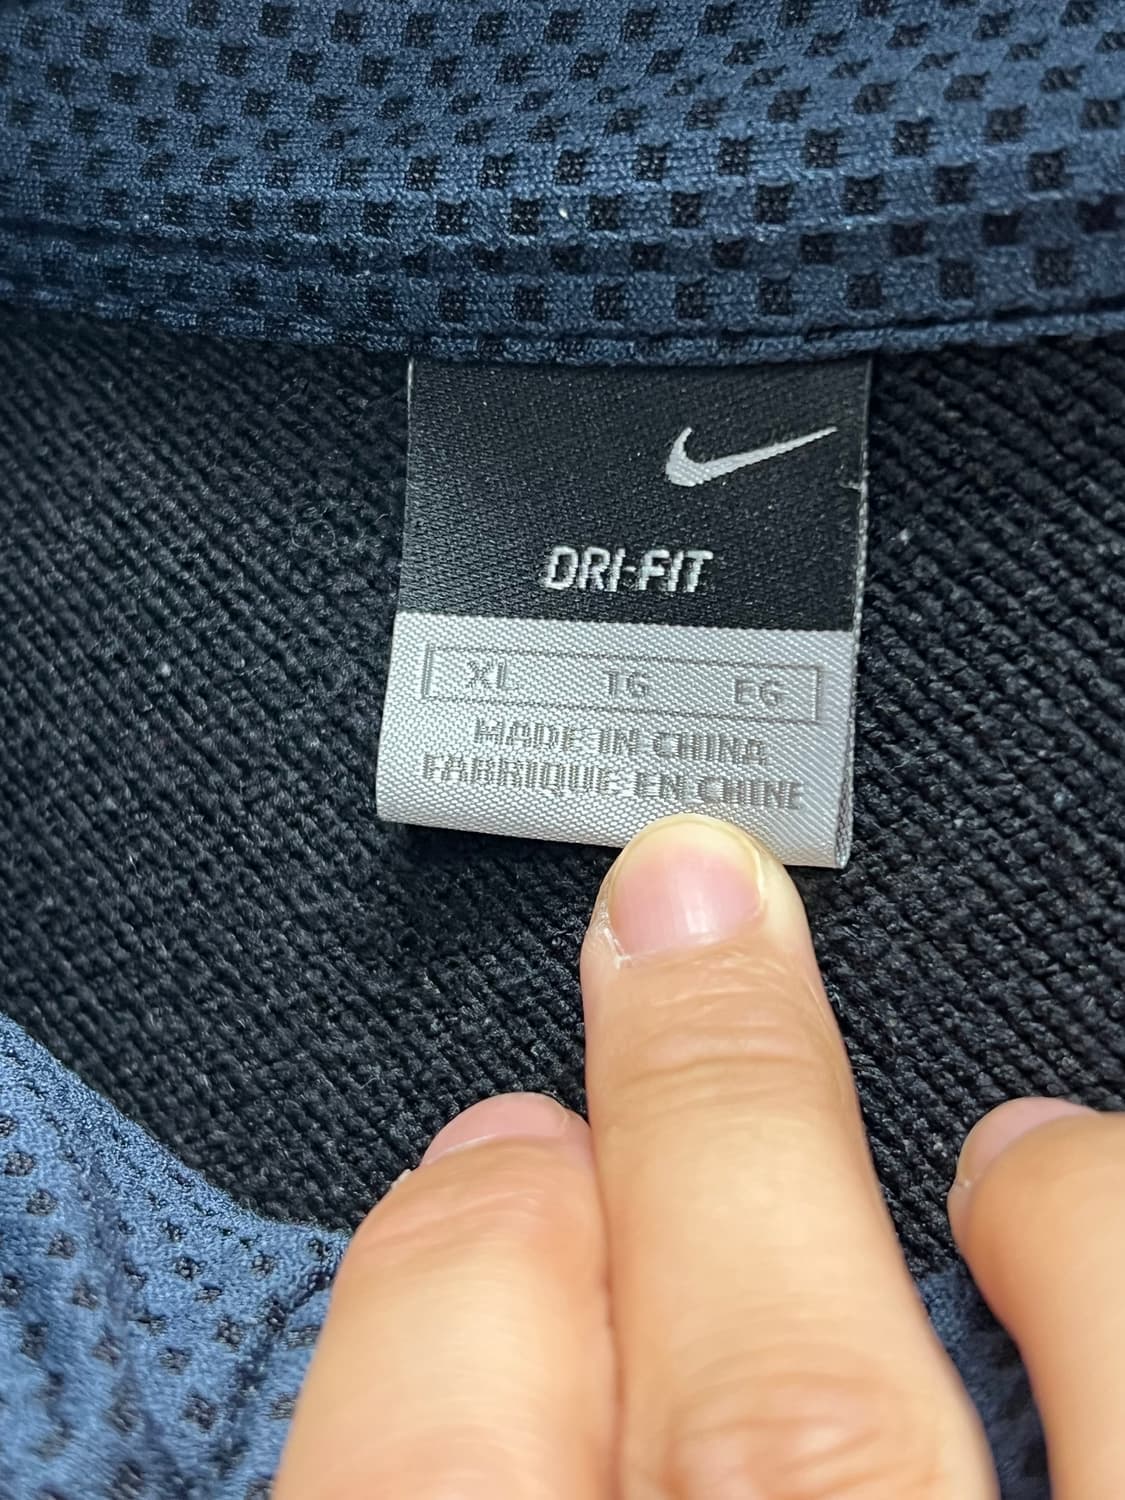 DRI-FIT
XL TG EG
MADE IN CHINA
FABRIQUE EN CHINE